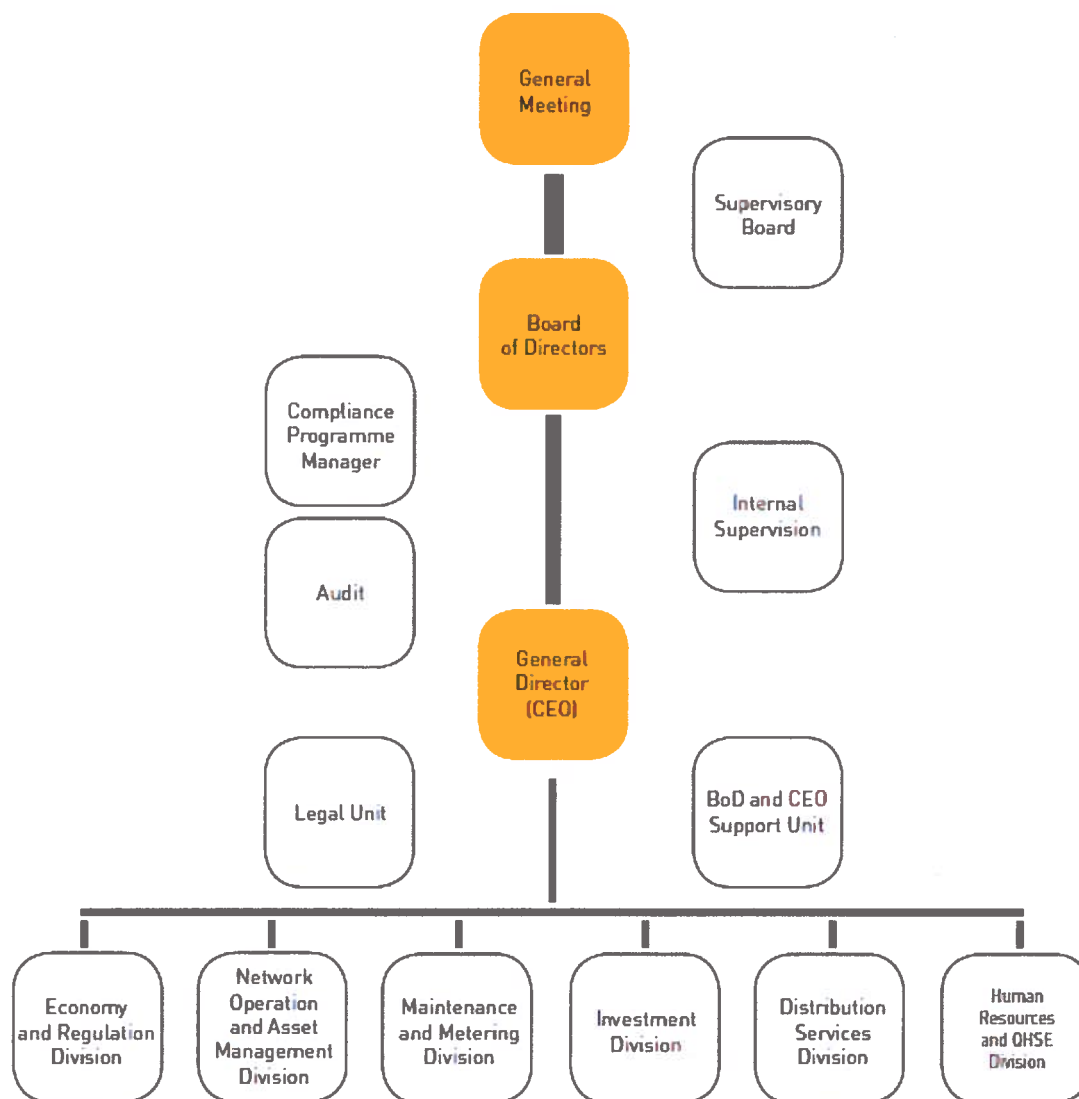 General
Meeting
Supervisory
Board
Board
of Directors
Compliance
Programme
Manager
Internal
Supervision
Audit
General
Director
(CEO)
Legal Unit
BoD and CEO
Support Unit
Economy
and Regulation
Division
Network
Operation
and Asset
Management
Division
Maintenance
and Metering
Division
Investment
Division
Distribution
Services
Division
Human
Resources
and QHSE
Division